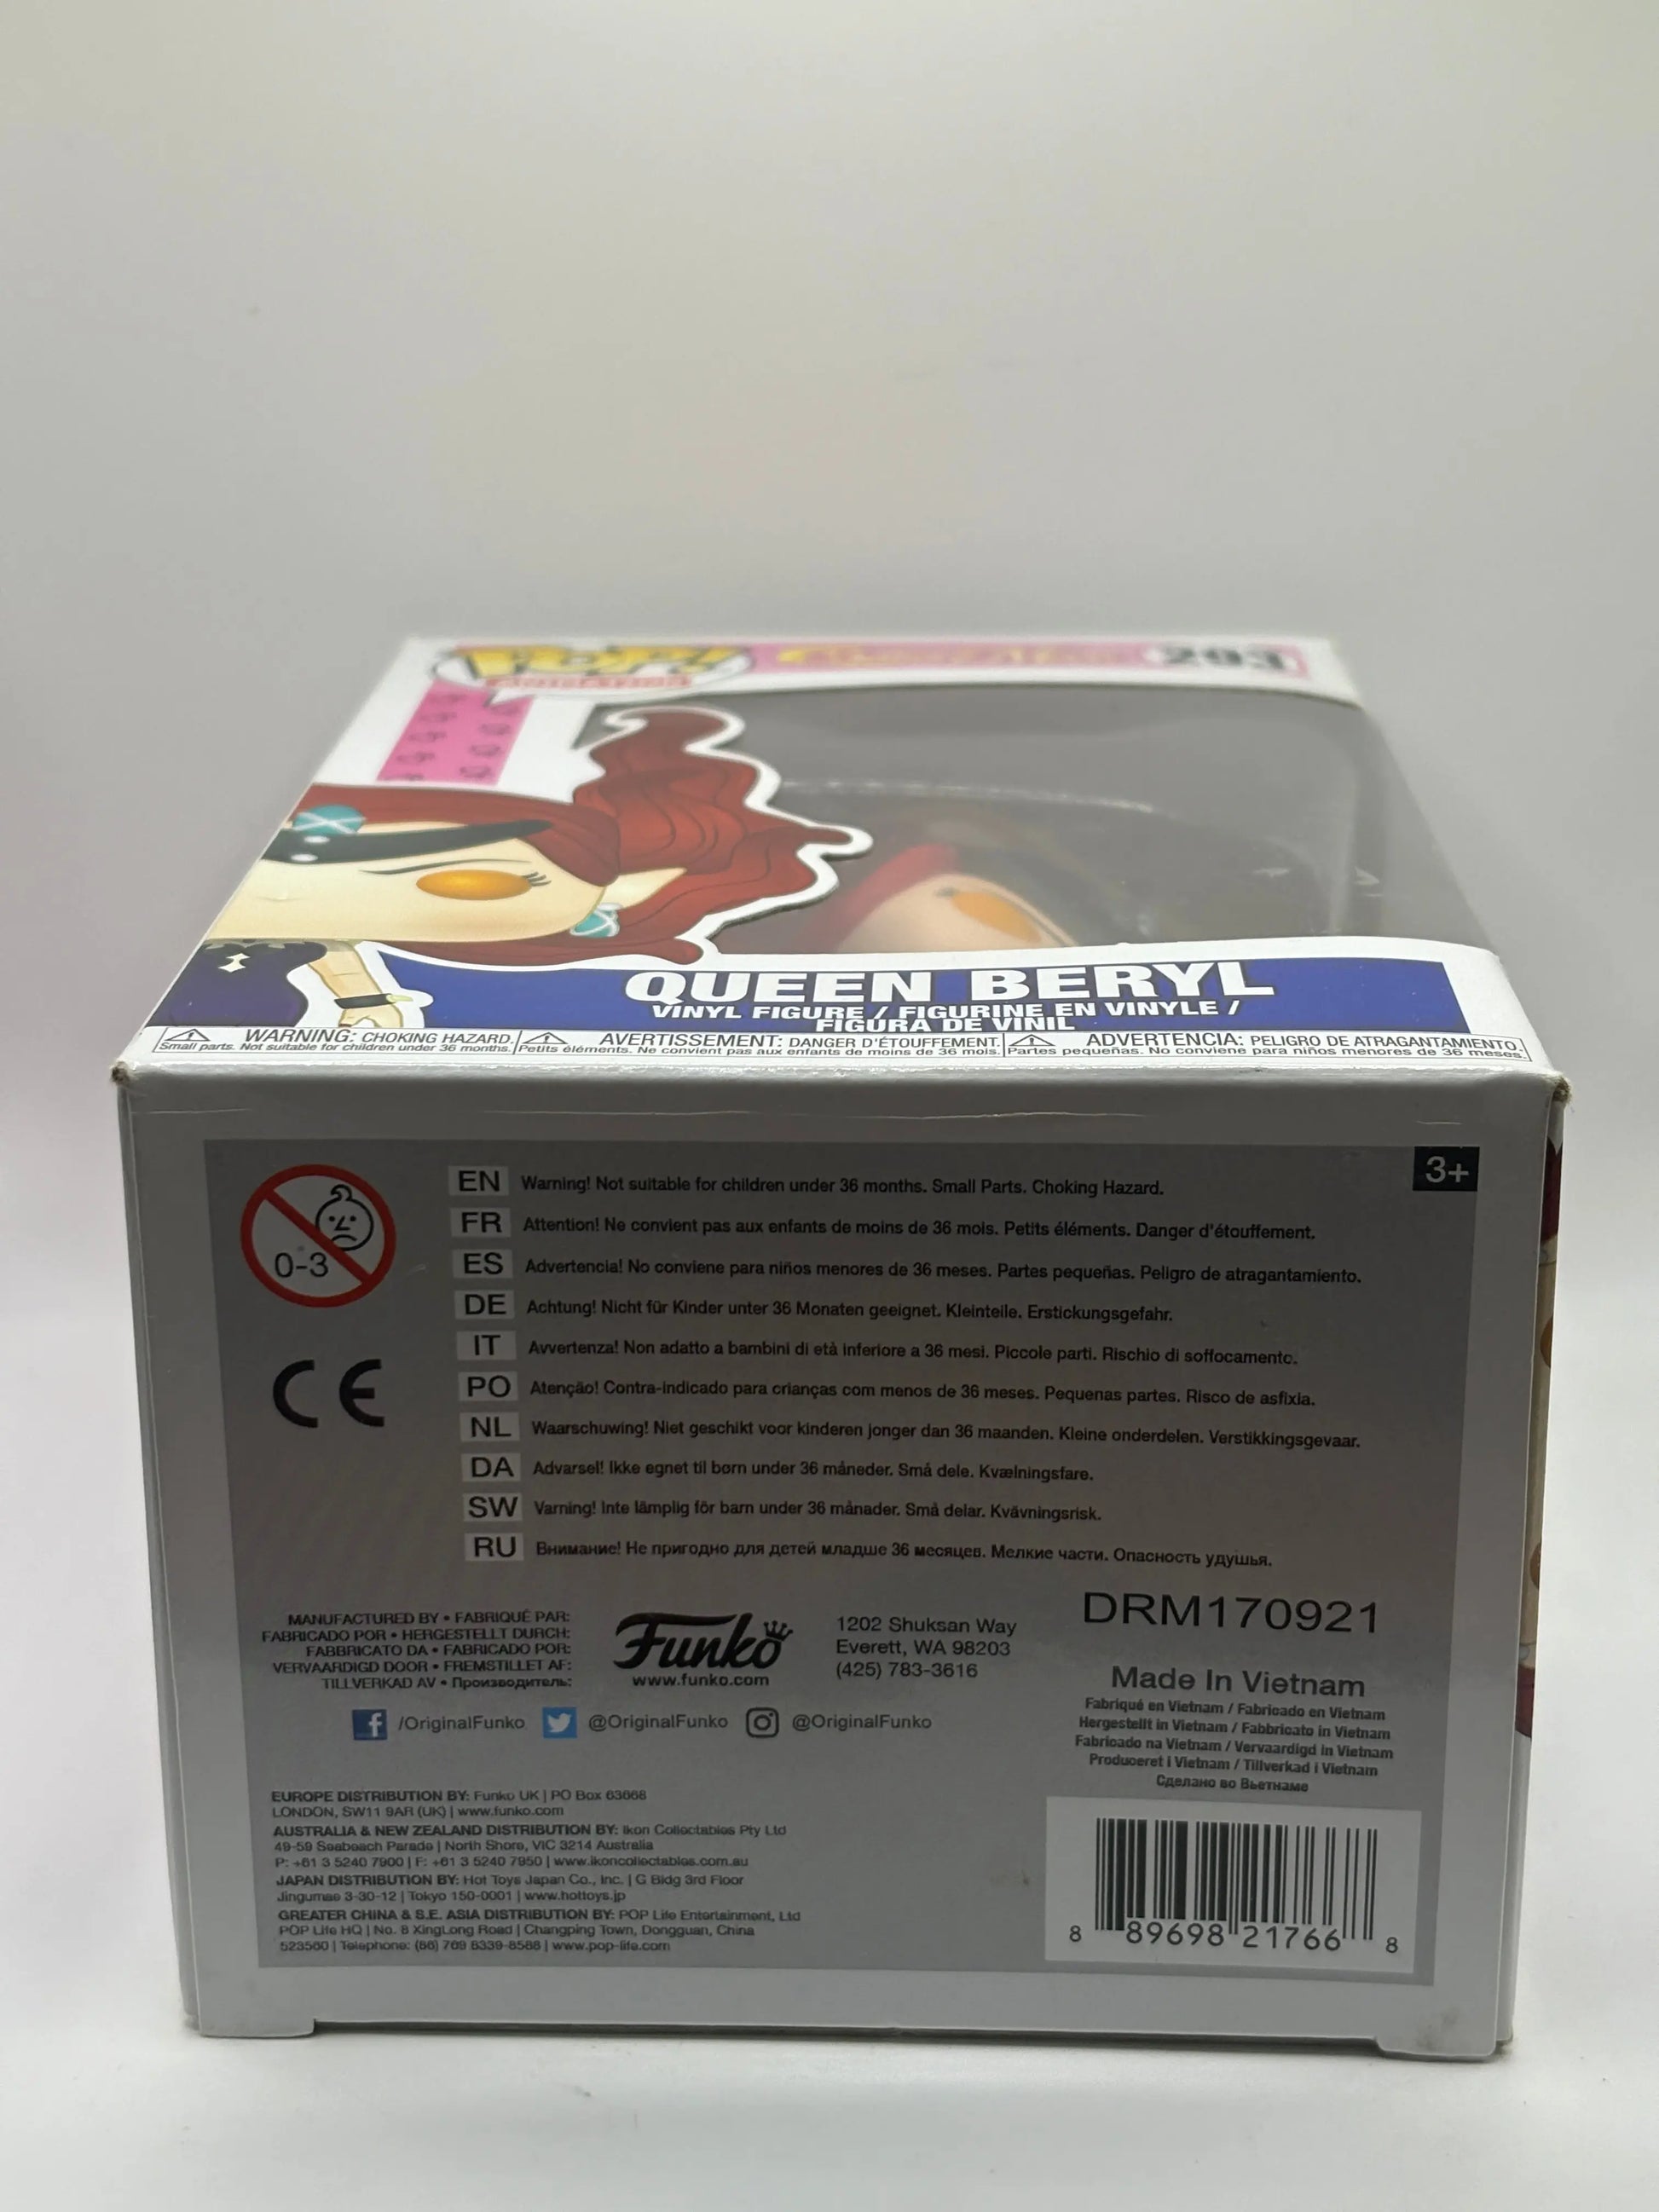 POP!
ANIMATION
293
QUEEN BERYL
VINYL FIGURE / FIGURINE EN VINYLE /
FIGURA DE VINIL
WARNING: CHOKING HAZARD.
Small parts. Not suitable for children under 36 months.
AVERTISSEMENT: DANGER D'ÉTOUFFEMENT.
Petits éléments. Ne convient pas aux enfants de moins de 36 mois.
ADVERTENCIA: PELIGRO DE ATRAGANTAMIENTO.
Partes pequeñas. No conviene para niños menores de 36 meses.
3+
0-3
CE
EN Warning! Not suitable for children under 36 months. Small Parts. Choking Hazard.
FR Attention! Ne convient pas aux enfants de moins de 36 mois. Petits éléments. Danger d'étouffement.
ES Advertencia! No conviene para niños menores de 36 meses. Partes pequeñas. Peligro de atragantamiento.
DE Achtung! Nicht für Kinder unter 36 Monaten geeignet. Kleinteile. Erstickungsgefahr.
IT Avvertenza! Non adatto a bambini di età inferiore a 36 mesi. Piccole parti. Rischio di soffocamento.
PO Atenção! Contra-indicado para crianças com menos de 36 meses. Pequenas partes. Risco de asfixia.
NL Waarschuwing! Niet geschikt voor kinderen jonger dan 36 maanden. Kleine onderdelen. Verstikkingsgevaar.
DA Advarsel! Ikke egnet til børn under 36 måneder. Små dele. Kvælningsfare.
SW Varning! Inte lämplig för barn under 36 månader. Små delar. Kvävningsrisk.
RU Внимание! Не пригодно для детей младше 36 месяцев. Мелкие части. Опасность удушья.
MANUFACTURED BY • FABRIQUÉ PAR:
FABRICADO POR • HERGESTELLT DURCH:
FABBRICATO DA • FABRICADO POR:
VERVAARDIGD DOOR • FREMSTILLET AF:
TILLVERKAD AV • Производитель:
Funko
www.funko.com
1202 Shuksan Way
Everett, WA 98203
(425) 783-3616
/OriginalFunko @OriginalFunko @OriginalFunko
DRM170921
Made In Vietnam
Fabriqué en Vietnam / Fabricado en Vietnam
Hergestellt in Vietnam / Fabbricato in Vietnam
Fabricado na Vietnam / Vervaardigd in Vietnam
Produceret i Vietnam / Tillverkad i Vietnam
Сделано во Вьетнаме
EUROPE DISTRIBUTION BY: Funko UK | PO Box 63668
LONDON, SW11 9AR (UK) | www.funko.com
AUSTRALIA & NEW ZEALAND DISTRIBUTION BY: Ikon Collectables Pty Ltd
49-59 Seabeach Parade | North Shore, VIC 3214 Australia
P: +61 3 5240 7900 | F: +61 3 5240 7950 | www.ikoncollectables.com.au
JAPAN DISTRIBUTION BY: Hot Toys Japan Co., Inc. | G Bldg 3rd Floor
Jingumae 3-30-12 | Tokyo 150-0001 | www.hottoys.jp
GREATER CHINA & S.E. ASIA DISTRIBUTION BY: POP Life Entertainment, Ltd
POP Life HQ | No. 8 XingLong Road | Changping Town, Dongguan, China
523560 | Telephone: (86) 769 8339-8588 | www.pop-life.com
8 89698 21766 8